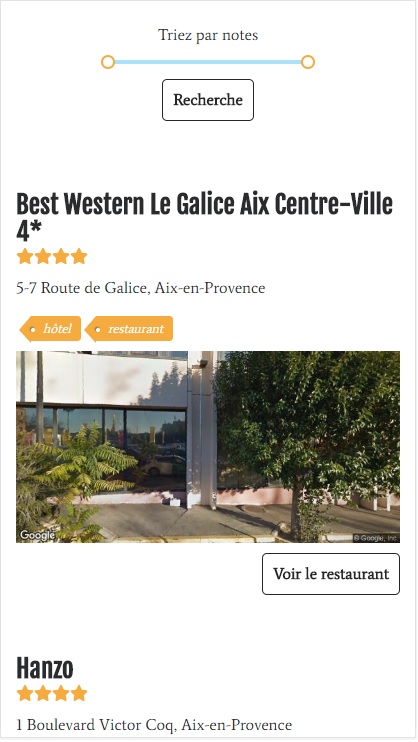 Triez par notes
Recherche
Best Western Le Galice Aix Centre-Ville
4*
5-7 Route de Galice, Aix-en-Provence
hôtel restaurant
Google © Google, Inc.
Voir le restaurant
Hanzo
1 Boulevard Victor Coq, Aix-en-Provence